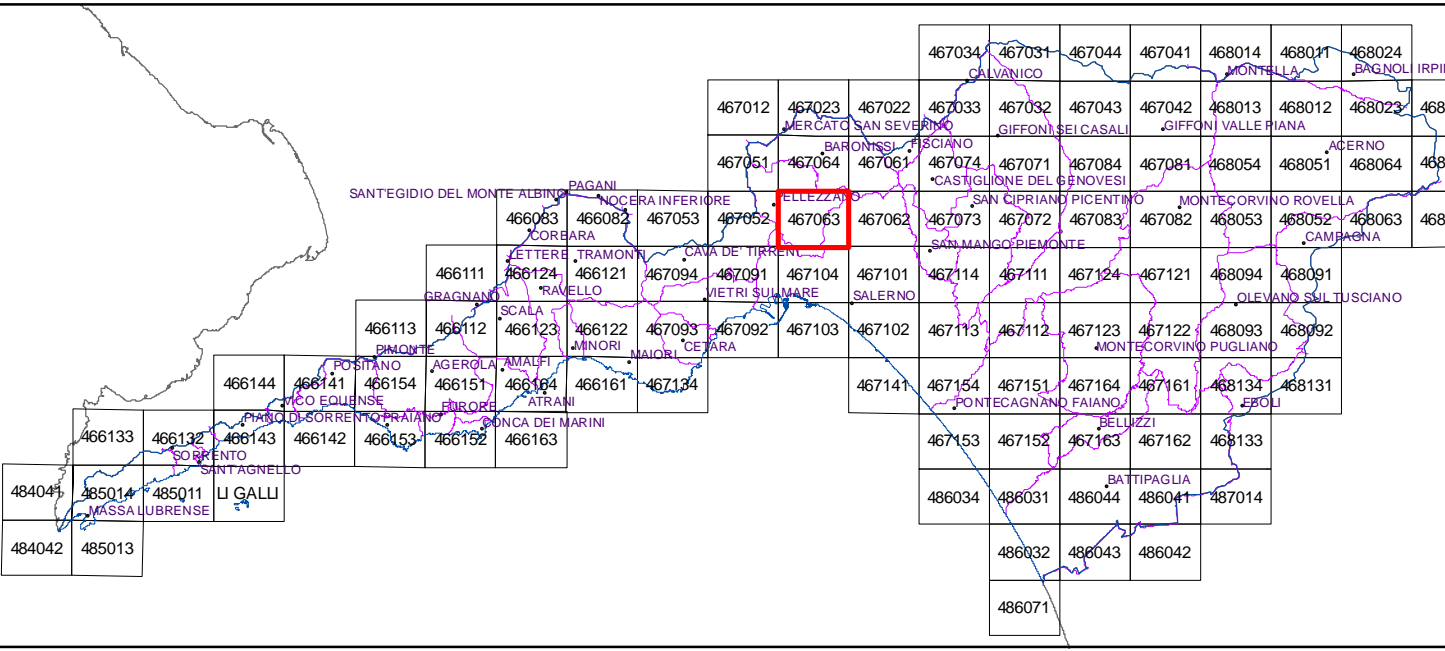 467034 467031 467044 467041 468014 468011 468024
CALVANICO MONTELLA
467012 467023 467022 467033 467032 467043 467042 468013 468012 468023
MERCATO SAN SEVERINO GIFFONI SEI CASALI GIFFONI VALLE PIANA
BARONISSI FISCIANO ACERNO
467051 467064 467061 467074 467071 467084 467081 468054 468051 468064
CASTIGLIONE DEL GENOVESI
SANT'EGIDIO DEL MONTE ALBINO PAGANI
NOCERA INFERIORE SAN CIPRIANO PICENTINO MONTECORVINO ROVELLA
466083 466082 467053 467052 467063 467062 467073 467072 467083 467082 468053 468052 468063
CORBARA CAMPAGNA
LETTERE TRAMONTI CAVA DE' TIRRENI SAN MANGO PIEMONTE
466111 466124 466121 467094 467091 467104 467101 467114 467111 467124 467121 468094 468091
GRAGNANO RAVELLO VIETRI SUL MARE SALERNO OLEVANO SUL TUSCIANO
SCALA
466113 466112 466123 466122 467093 467092 467103 467102 467113 467112 467123 467122 468093 468092
PIMONTE MINORI MAIORI CETARA MONTECORVINO PUGLIANO
POSITANO AGEROLA AMALFI
466144 466141 466154 466151 466164 466161 467134 467141 467154 467151 467164 467161 468134 468131
VICO EQUENSE FURORE ATRANI PONTECAGNANO FAIANO EBOLI
PIANO DI SORRENTO PRAIANO CONCA DEI MARINI BELLIZZI
466133 466132 466143 466142 466153 466152 466163 467153 467152 467163 467162 468133
SORRENTO
SANT'AGNELLO BATTIPAGLIA
484041 485014 485011 LI GALLI 486034 486031 486044 486041 487014
MASSA LUBRENSE
484042 485013 486032 486043 486042
486071